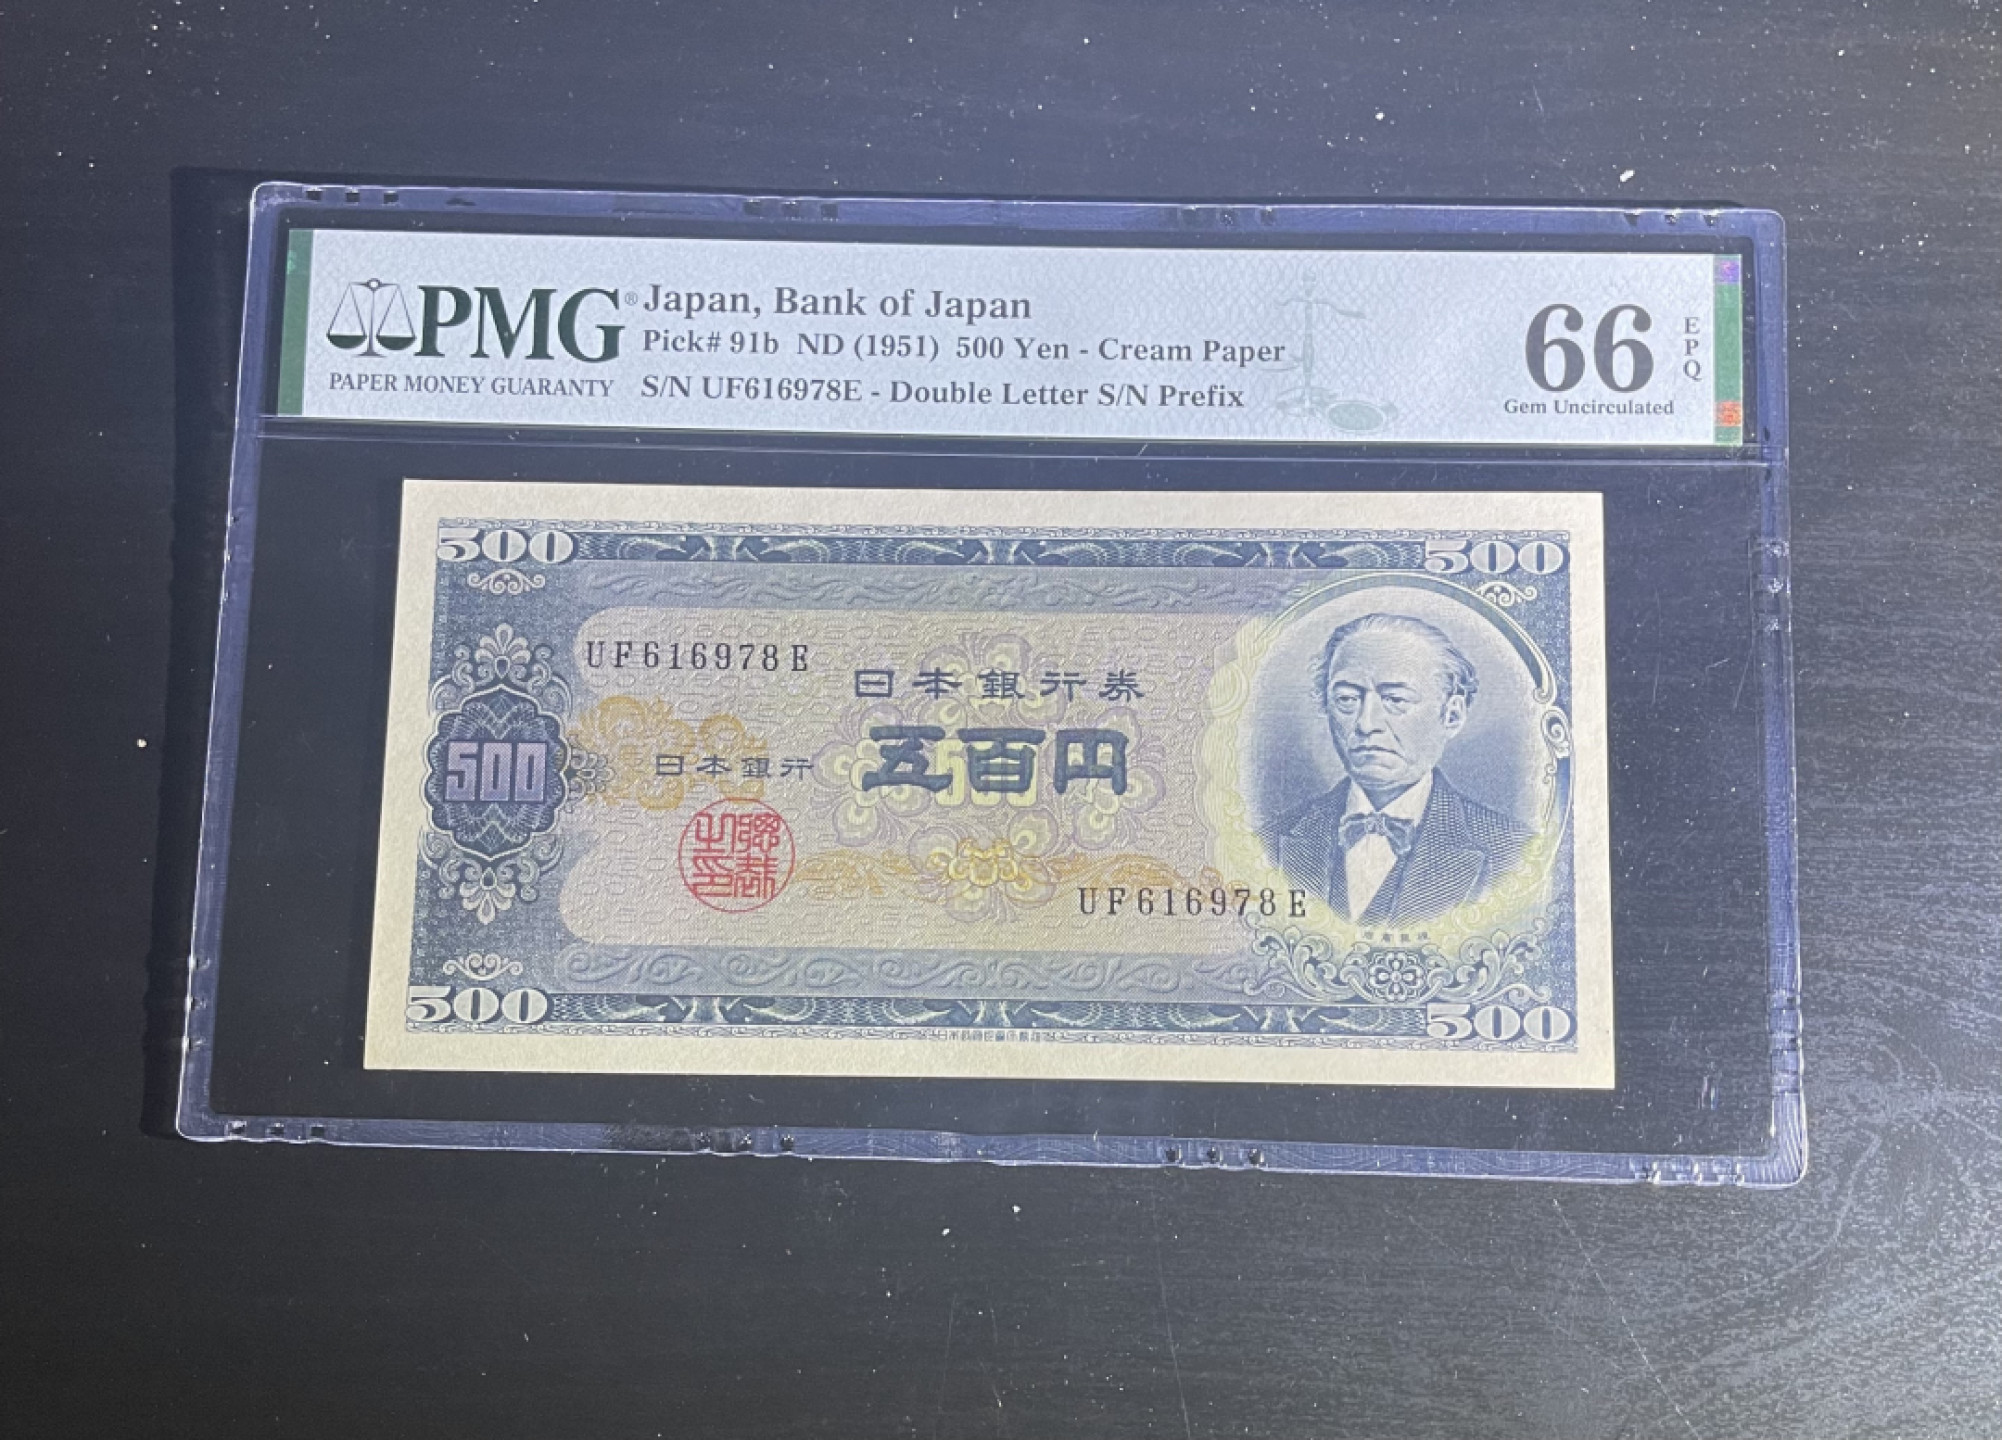 PMG®
PAPER MONEY GUARANTY
Japan, Bank of Japan
Pick# 91b ND (1951) 500 Yen - Cream Paper
S/N UF616978E - Double Letter S/N Prefix
66
EPQ
Gem Uncirculated
500
500
UF616978E
日本銀行券
500
日本銀行
五百円
500
UF616978E
500
500